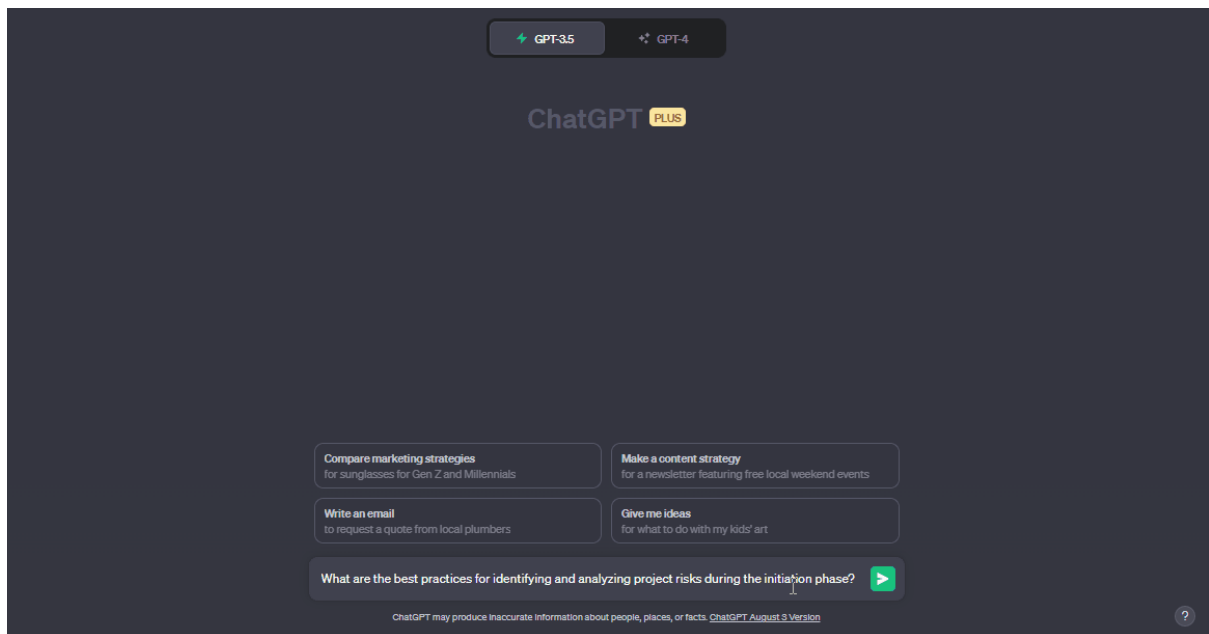 GPT-3.5 GPT-4
ChatGPT PLUS
Compare marketing strategies
for sunglasses for Gen Z and Millennials
Make a content strategy
for a newsletter featuring free local weekend events
Write an email
to request a quote from local plumbers
Give me ideas
for what to do with my kids' art
What are the best practices for identifying and analyzing project risks during the initiation phase?
ChatGPT may produce inaccurate information about people, places, or facts. ChatGPT August 3 Version
?